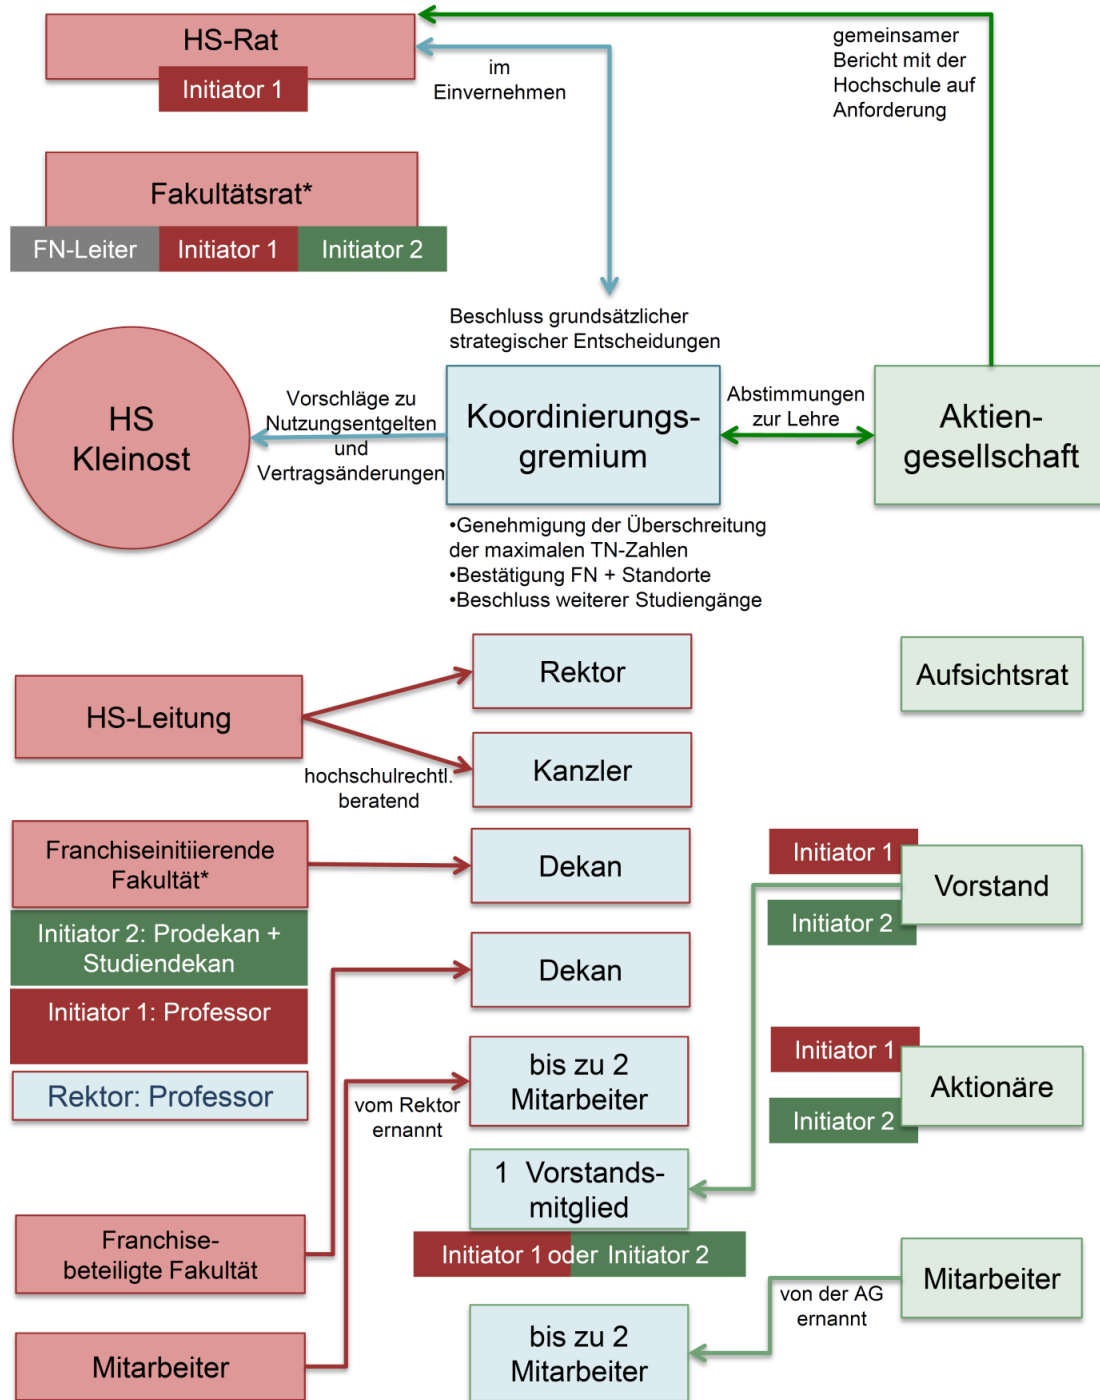 HS-Rat
Initiator 1
im
Einvernehmen
gemeinsamer
Bericht mit der
Hochschule auf
Anforderung
Fakultätsrat*
FN-Leiter
Initiator 1
Initiator 2
Beschluss grundsätzlicher
strategischer Entscheidungen
HS
Kleinost
Vorschläge zu
Nutzungsentgelten
und
Vertragsänderungen
Koordinierungs-
gremium
Abstimmungen
zur Lehre
Aktien-
gesellschaft
•Genehmigung der Überschreitung
der maximalen TN-Zahlen
•Bestätigung FN + Standorte
•Beschluss weiterer Studiengänge
HS-Leitung
hochschulrechtl.
beratend
Rektor
Kanzler
Aufsichtsrat
Franchiseinitiierende
Fakultät*
Initiator 2: Prodekan +
Studiendekan
Initiator 1: Professor
Rektor: Professor
Dekan
Dekan
Initiator 1
Vorstand
Initiator 2
vom Rektor
ernannt
bis zu 2
Mitarbeiter
Initiator 1
Aktionäre
Initiator 2
1 Vorstands-
mitglied
Initiator 1 oder Initiator 2
Franchise-
beteiligte Fakultät
Mitarbeiter
von der AG
ernannt
Mitarbeiter
bis zu 2
Mitarbeiter